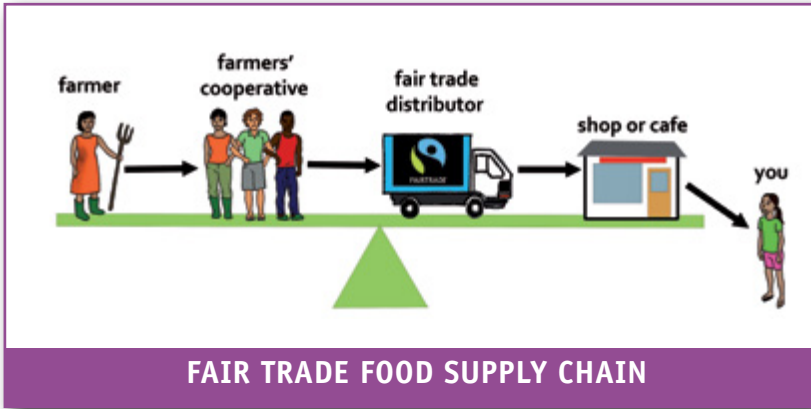 farmer
farmers'
cooperative
fair trade
distributor
shop or cafe
you
FAIRTRADE
FAIR TRADE FOOD SUPPLY CHAIN